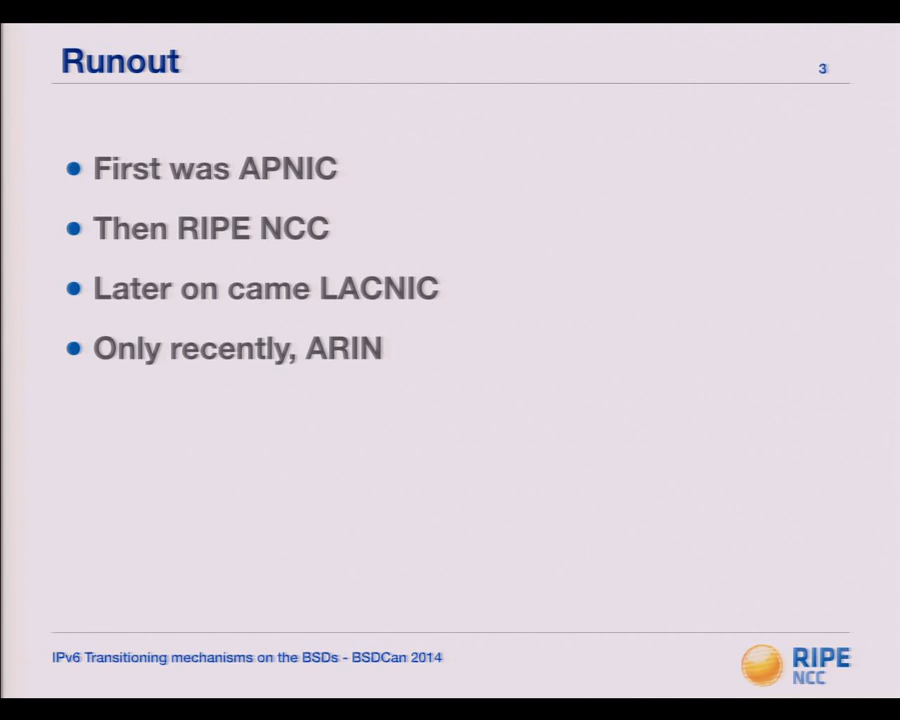 Runout
3
First was APNIC
Then RIPE NCC
Later on came LACNIC
Only recently, ARIN
IPv6 Transitioning mechanisms on the BSDs - BSDCan 2014
RIPE
NCC